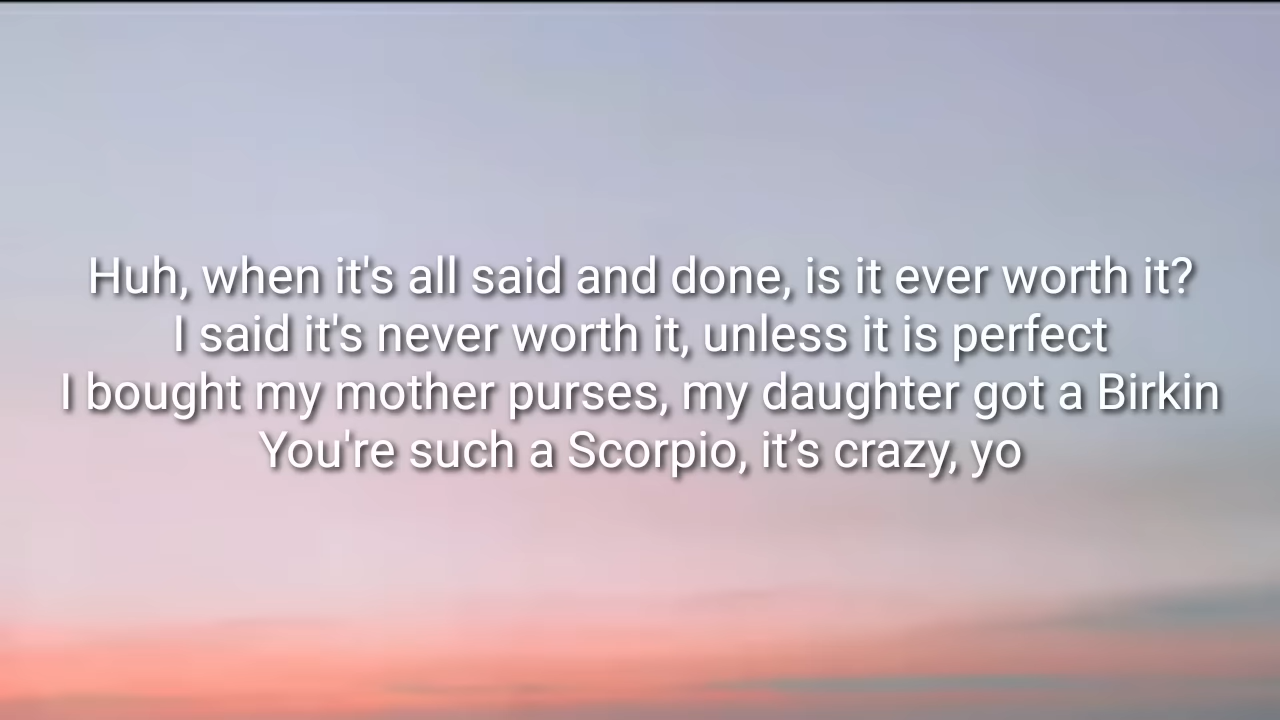 Huh, when it's all said and done, is it ever worth it?
I said it's never worth it, unless it is perfect
I bought my mother purses, my daughter got a Birkin
You're such a Scorpio, it’s crazy, yo